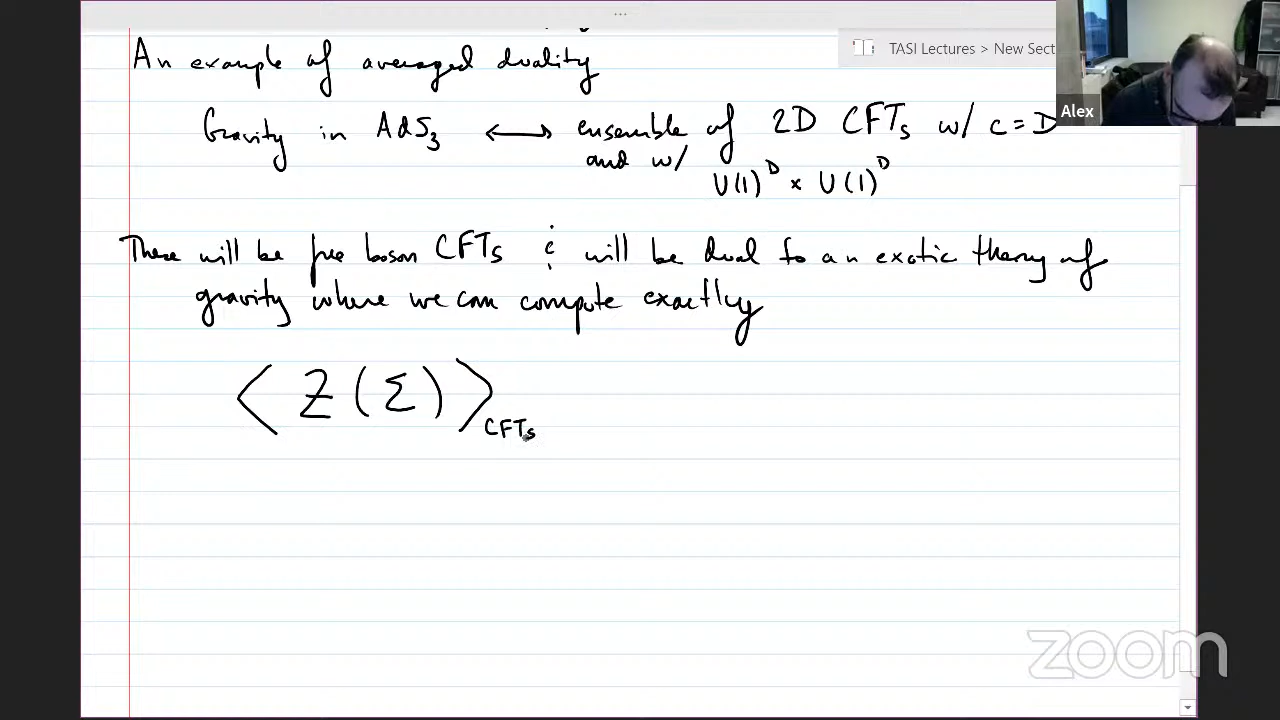 ...
TASI Lectures > New Sect
An example of averaged duality
Alex
Gravity in AdS₃ ⟷ ensemble of 2D CFTs w/ c = D
and w/ U(1)ᴰ × U(1)ᴰ
These will be free boson CFTs & will be dual to an exotic theory of
gravity where we can compute exactly
⟨ Z(Σ) ⟩CFTs
zoom